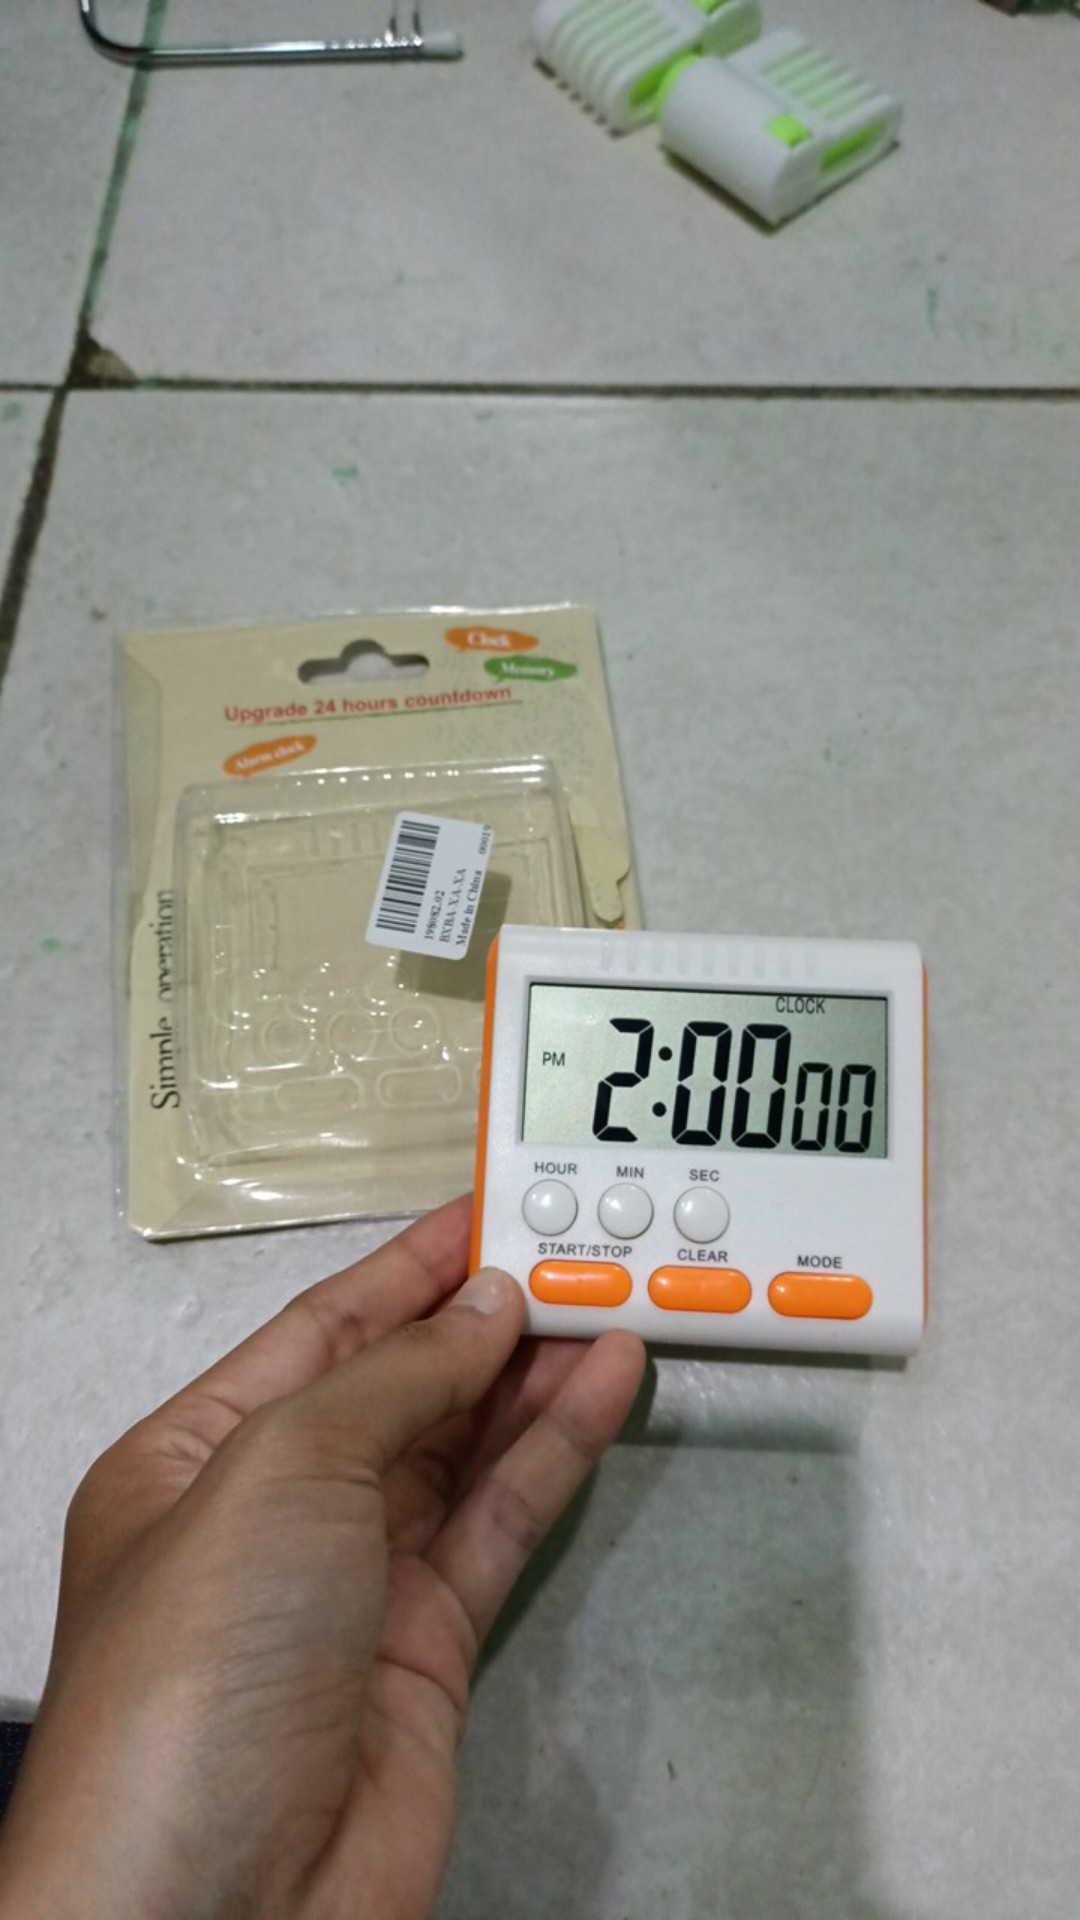 Clock
Memory
Upgrade 24 hours countdown
Alarm clock
Simple operation
198082.02
BXBA-XA-XA
Made In China
00019
CLOCK
PM 2:00 00
HOUR MIN SEC
START/STOP CLEAR MODE